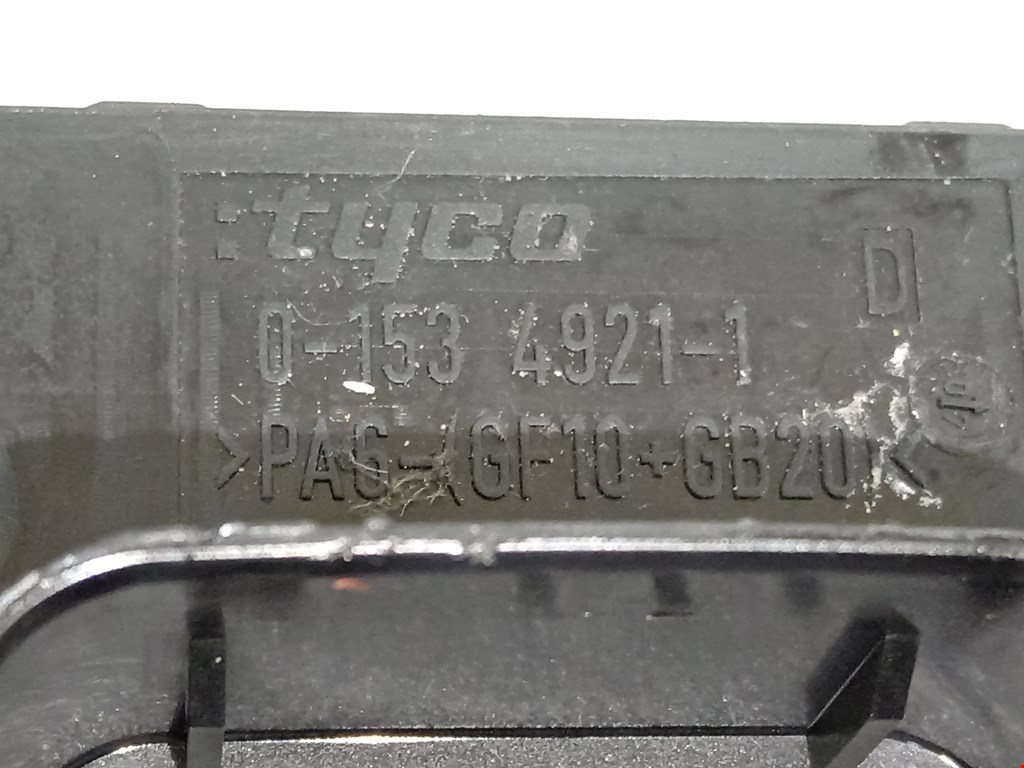 tyco
D
0-153 4921-1
>PA6-(GF10+GB20)<